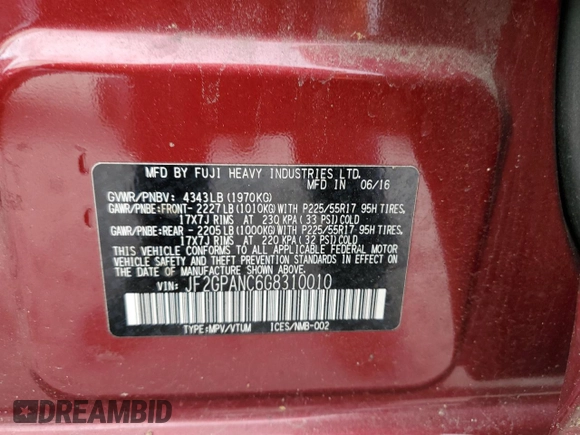 MFD BY FUJI HEAVY INDUSTRIES LTD.
MFD IN 06/16
GVWR/PNBV: 4343LB (1970KG)
GAWR/PNBE:FRONT- 2227LB(1010KG)WITH P225/55R17 95H TIRES,
17X7J RIMS AT 230 KPA(33 PSI)COLD
GAWR/PNBE:REAR - 2205LB(1000KG)WITH P225/55R17 95H TIRES,
17X7J RIMS AT 220 KPA(32 PSI)COLD
THIS VEHICLE CONFORMS TO ALL APPLICABLE FEDERAL MOTOR
VEHICLE SAFETY, BUMPER, AND THEFT PREVENTION STANDARDS IN EFFECT ON
THE DATE OF MANUFACTURE SHOWN ABOVE.
VIN: JF2GPANC6G8310010
TYPE:MPV/VTUM ICES/NMB-002
DREAMBID